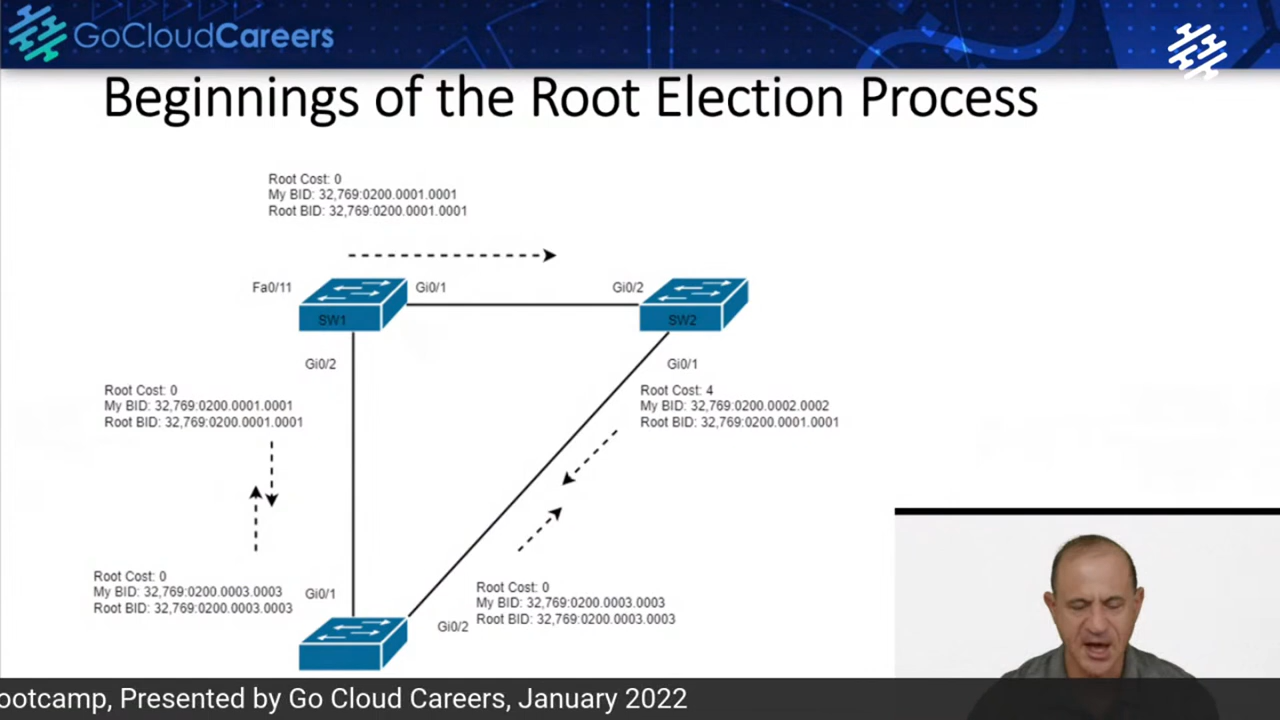 GoCloudCareers
Beginnings of the Root Election Process
Root Cost: 0
My BID: 32,769:0200.0001.0001
Root BID: 32,769:0200.0001.0001
Fa0/11
Gi0/1
Gi0/2
SW1
SW2
Gi0/2
Gi0/1
Root Cost: 0
My BID: 32,769:0200.0001.0001
Root BID: 32,769:0200.0001.0001
Root Cost: 4
My BID: 32,769:0200.0002.0002
Root BID: 32,769:0200.0001.0001
Root Cost: 0
My BID: 32,769:0200.0003.0003
Root BID: 32,769:0200.0003.0003
Gi0/1
Root Cost: 0
My BID: 32,769:0200.0003.0003
Root BID: 32,769:0200.0003.0003
Gi0/2
ootcamp, Presented by Go Cloud Careers, January 2022